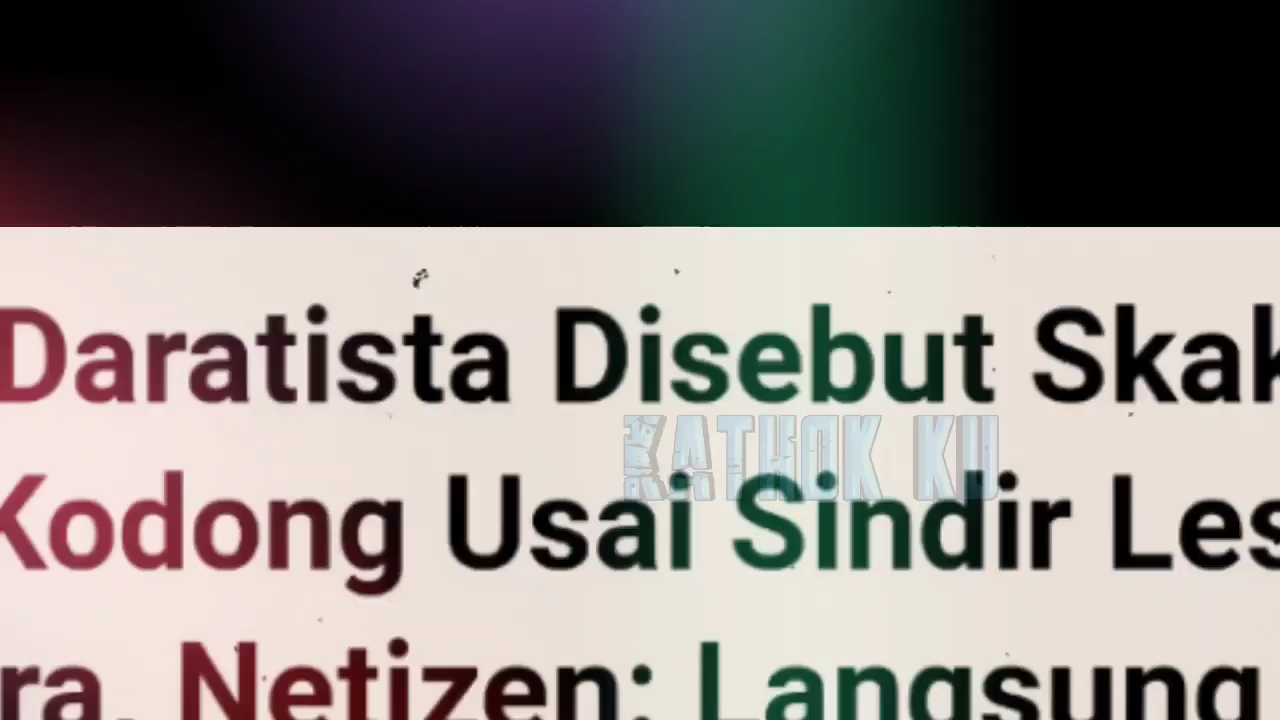 Daratista Disebut Skak
KATHOK KU
Kodong Usai Sindir Les
ra. Netizen: Langsung